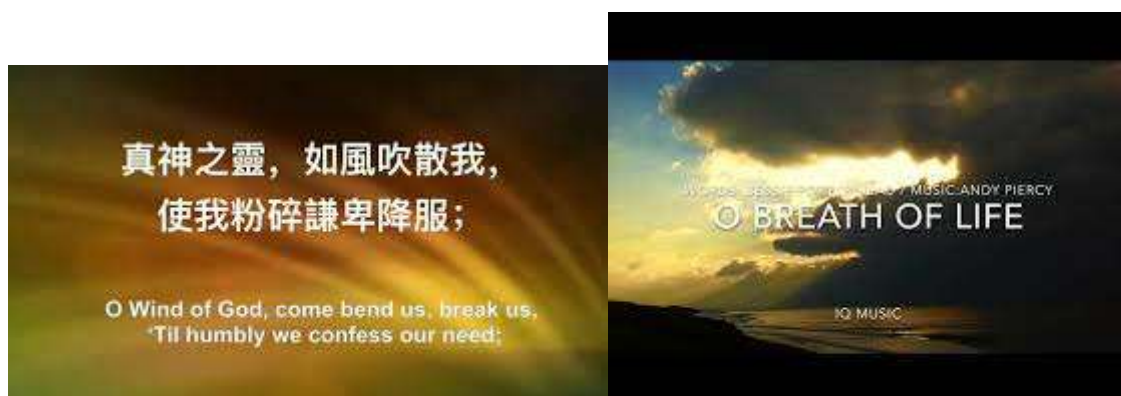 真神之靈，如風吹散我，
使我粉碎謙卑降服；
O Wind of God, come bend us, break us,
'Til humbly we confess our need;
/ MUSIC:ANDY PIERCY
O BREATH OF LIFE
IQ MUSIC